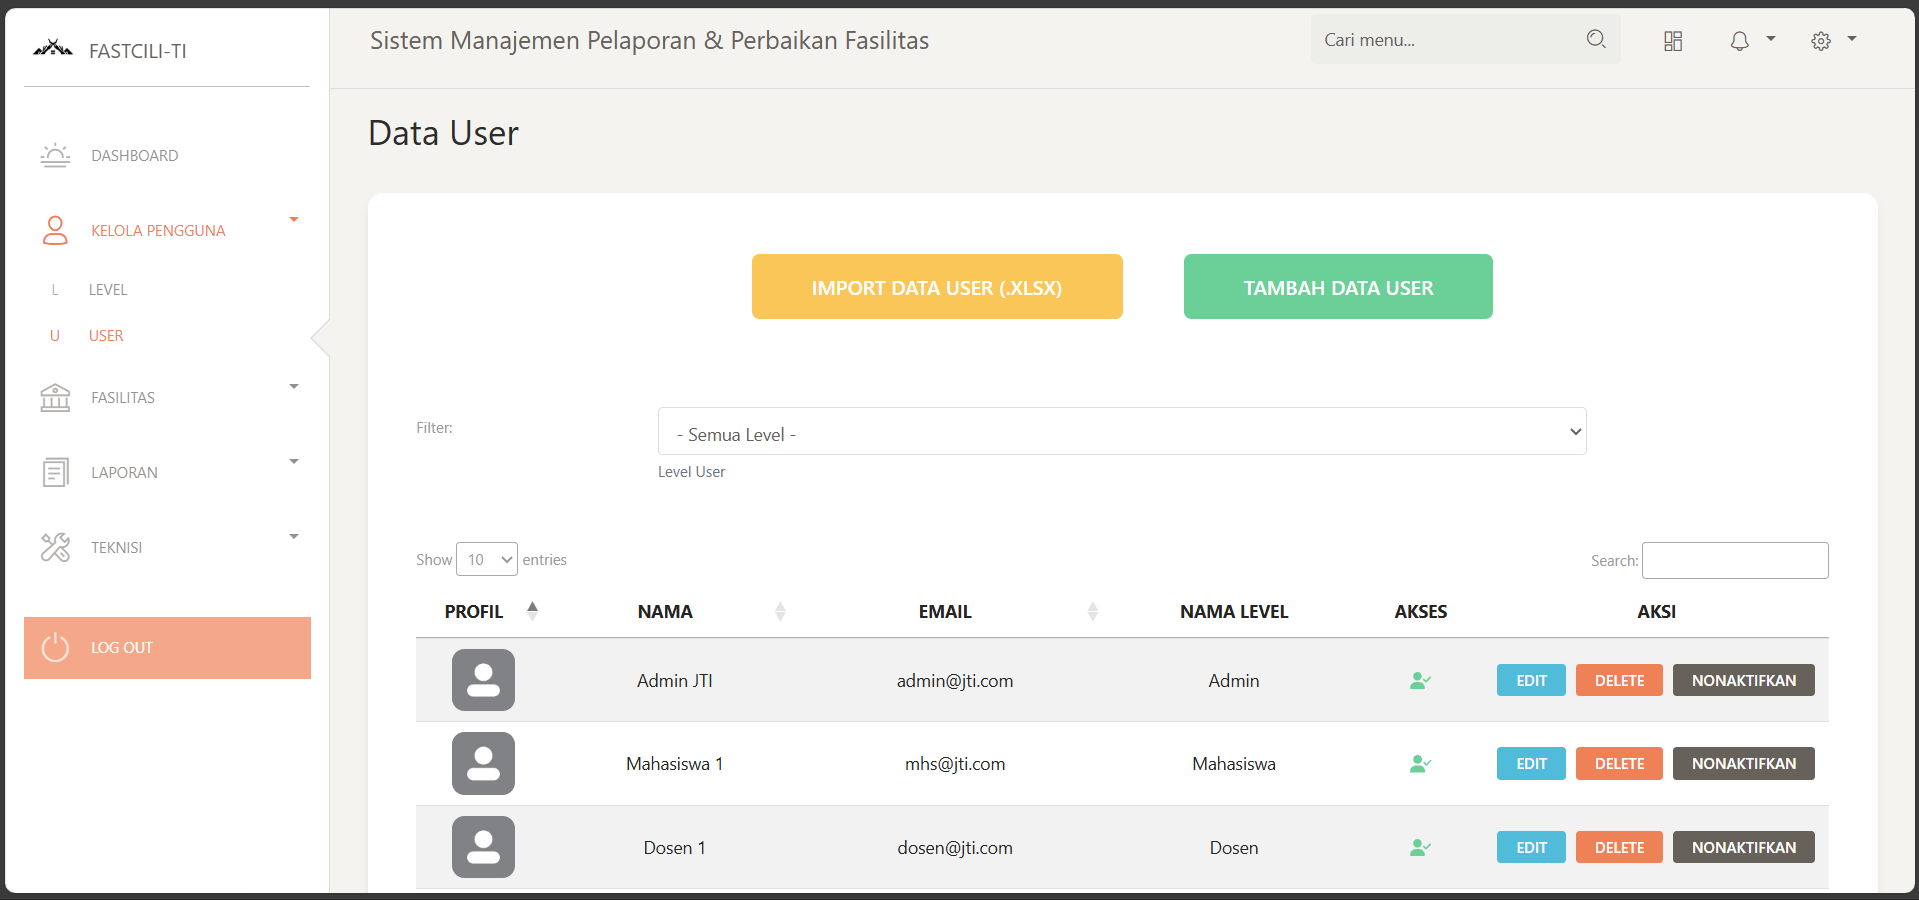 FASTCILI-TI
Sistem Manajemen Pelaporan & Perbaikan Fasilitas
Cari menu...
DASHBOARD
KELOLA PENGGUNA
L LEVEL
U USER
FASILITAS
LAPORAN
TEKNISI
LOG OUT
Data User
IMPORT DATA USER (.XLSX) TAMBAH DATA USER
Filter: - Semua Level -
Level User
Show 10 entries Search:
PROFIL NAMA EMAIL NAMA LEVEL AKSES AKSI
Admin JTI admin@jti.com Admin EDIT DELETE NONAKTIFKAN
Mahasiswa 1 mhs@jti.com Mahasiswa EDIT DELETE NONAKTIFKAN
Dosen 1 dosen@jti.com Dosen EDIT DELETE NONAKTIFKAN